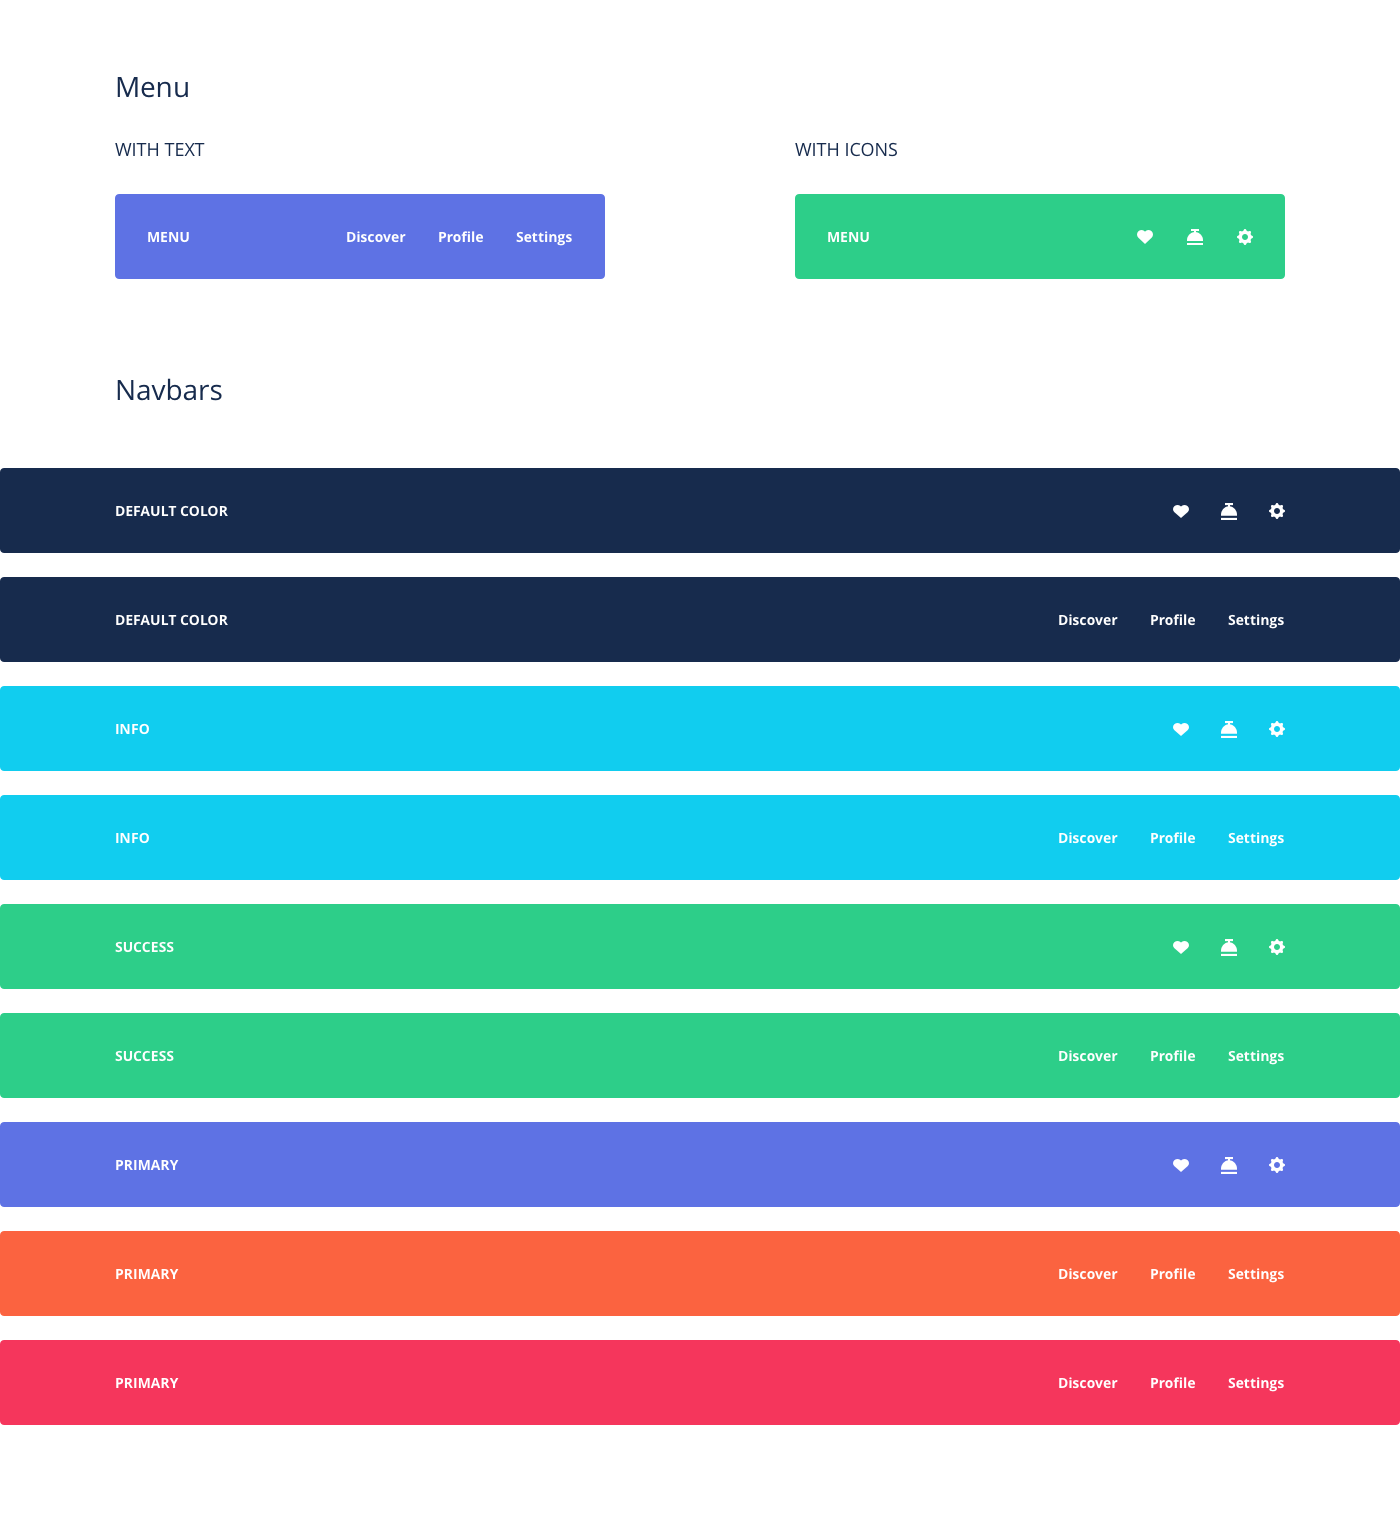 Menu
WITH TEXT
WITH ICONS
MENU Discover Profile Settings
MENU
Navbars
DEFAULT COLOR
DEFAULT COLOR Discover Profile Settings
INFO
INFO Discover Profile Settings
SUCCESS
SUCCESS Discover Profile Settings
PRIMARY
PRIMARY Discover Profile Settings
PRIMARY Discover Profile Settings